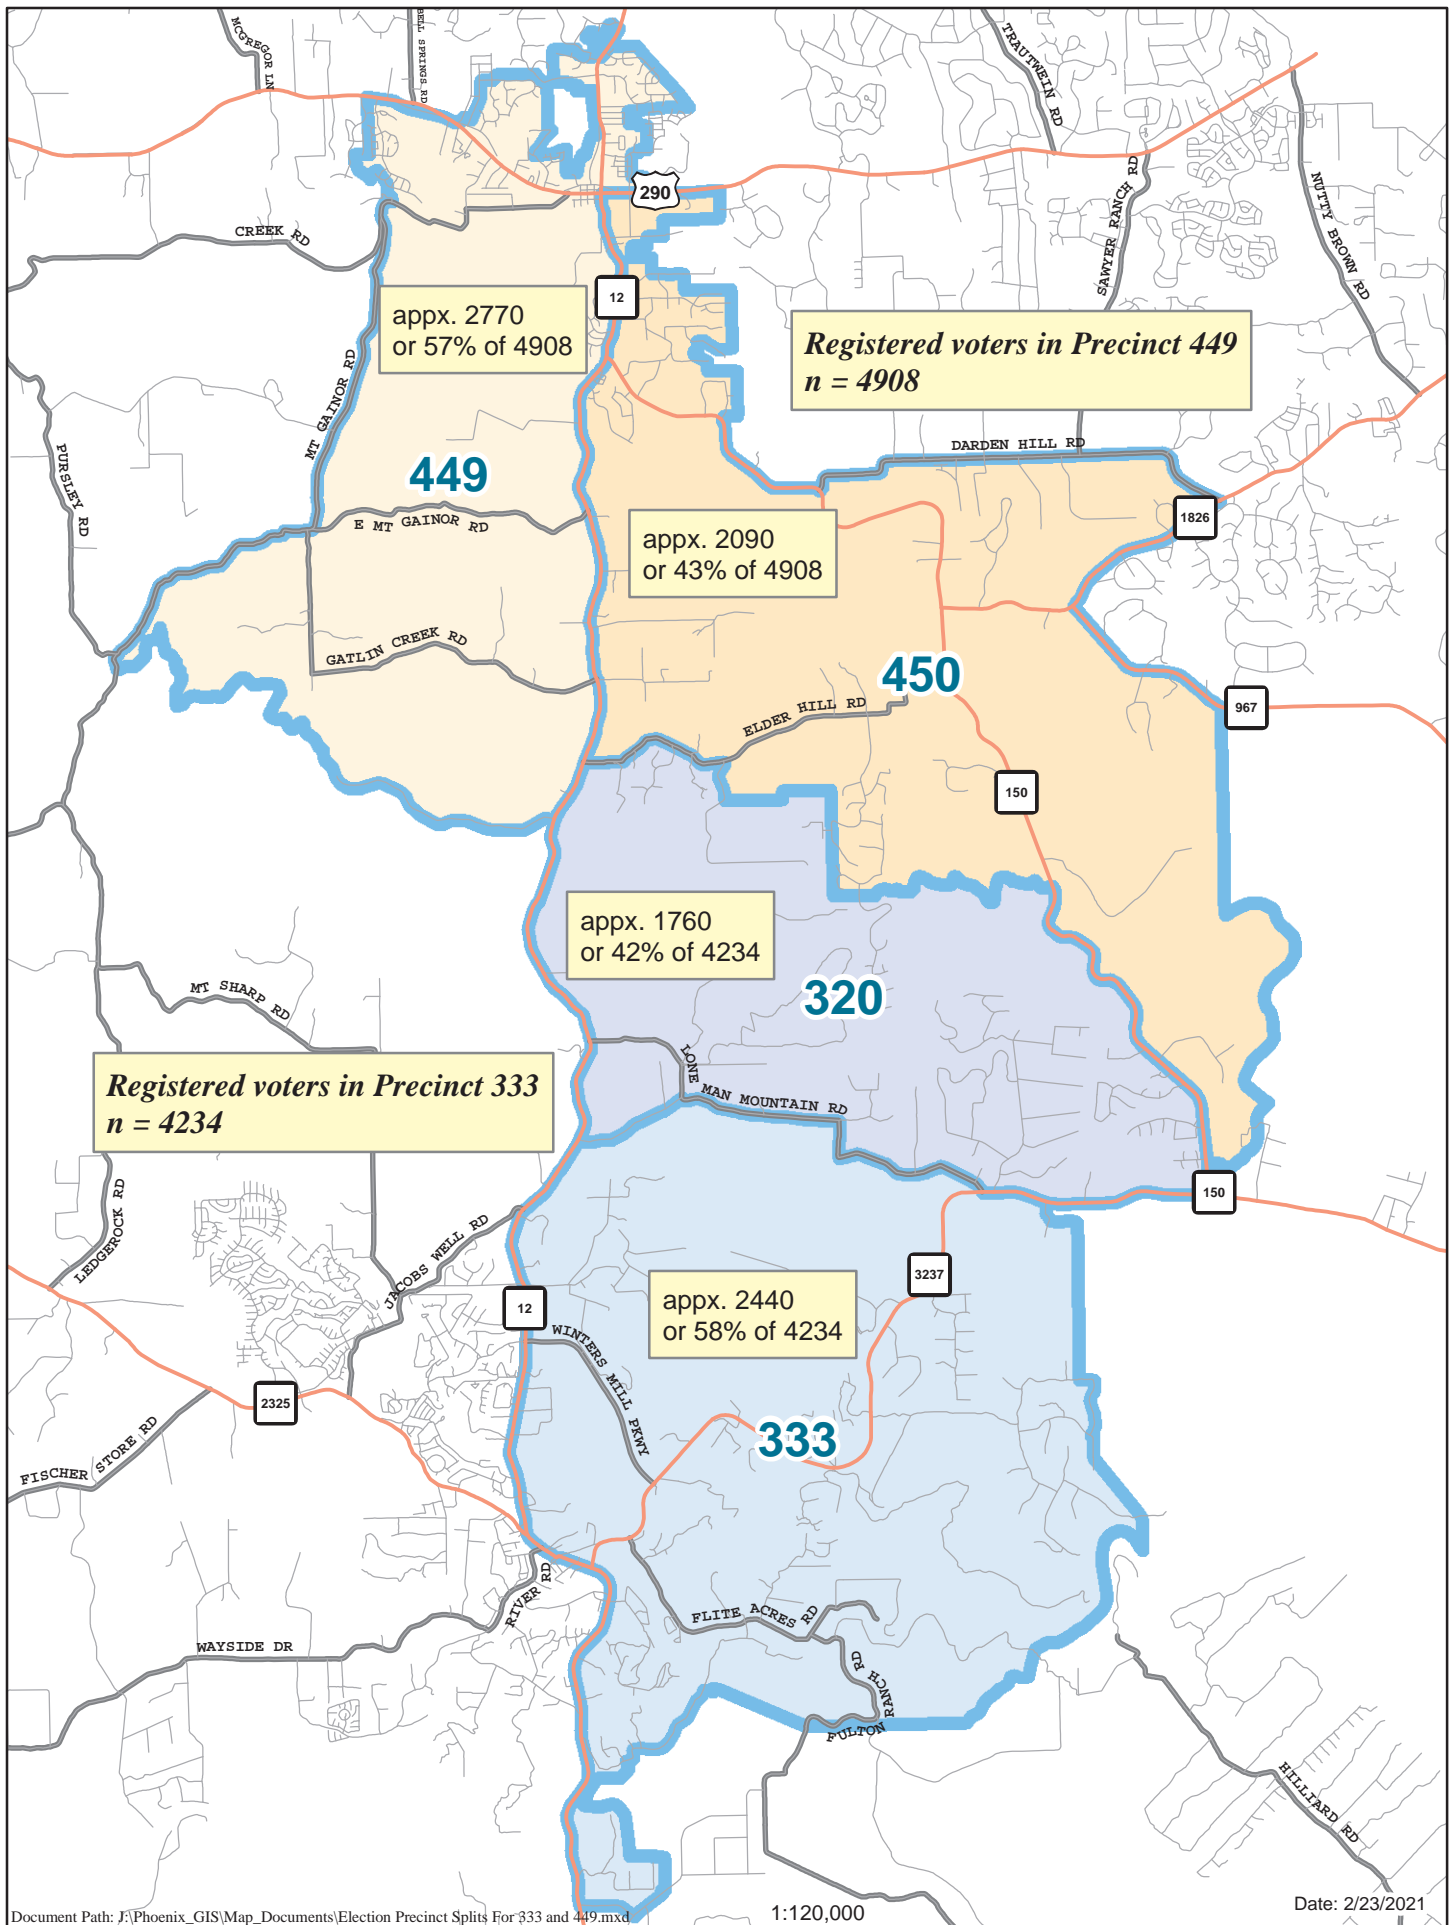 MCGREGOR LN
BELL SPRINGS RD
TRAUTWEIN RD
290
SAWYER RANCH RD
NUTTY BROWN RD
CREEK RD
12
appx. 2770
or 57% of 4908
Registered voters in Precinct 449
n = 4908
MT GAINOR RD
PURSLEY RD
DARDEN HILL RD
449
E MT GAINOR RD
1826
appx. 2090
or 43% of 4908
GATLIN CREEK RD
450
ELDER HILL RD
967
150
appx. 1760
or 42% of 4234
320
MT SHARP RD
LONE MAN MOUNTAIN RD
Registered voters in Precinct 333
n = 4234
LEDGEROCK RD
JACOBS WELL RD
150
3237
12
appx. 2440
or 58% of 4234
WINTERS MILL PKWY
2325
FISCHER STORE RD
333
RIVER RD
FLITE ACRES RD
WAYSIDE DR
FULTON RANCH RD
HILLIARD RD
Document Path: J:\Phoenix_GIS\Map_Documents\Election Precinct Splits For 333 and 449.mxd
1:120,000
Date: 2/23/2021